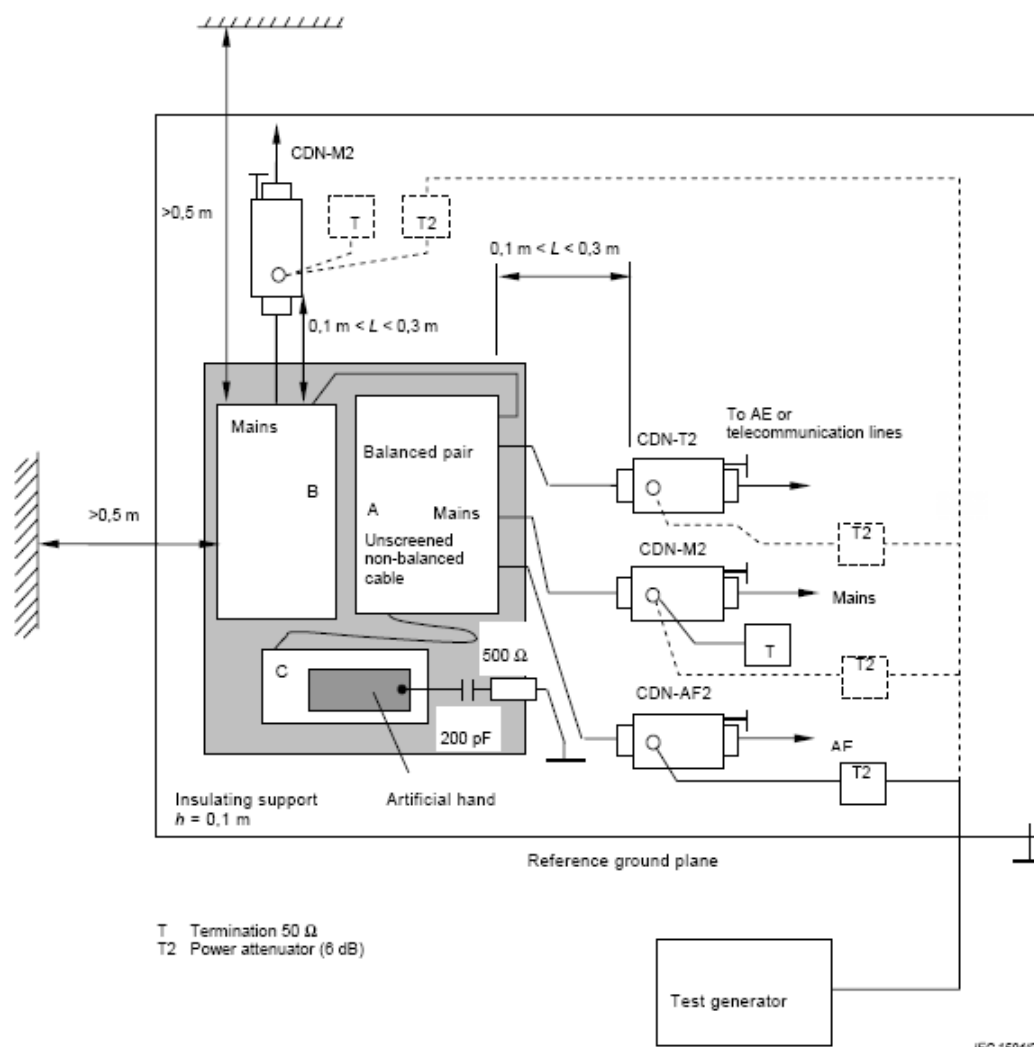 CDN-M2
>0,5 m
T
T2
0,1 m < L < 0,3 m
0,1 m < L < 0,3 m
Mains
B
Balanced pair
A
Mains
Unscreened
non-balanced
cable
CDN-T2
To AE or
telecommunication lines
>0,5 m
T2
CDN-M2
Mains
T
T2
500 Ω
C
200 pF
CDN-AF2
T2
Insulating support
h = 0,1 m
Artificial hand
Reference ground plane
T Termination 50 Ω
T2 Power attenuator (6 dB)
Test generator